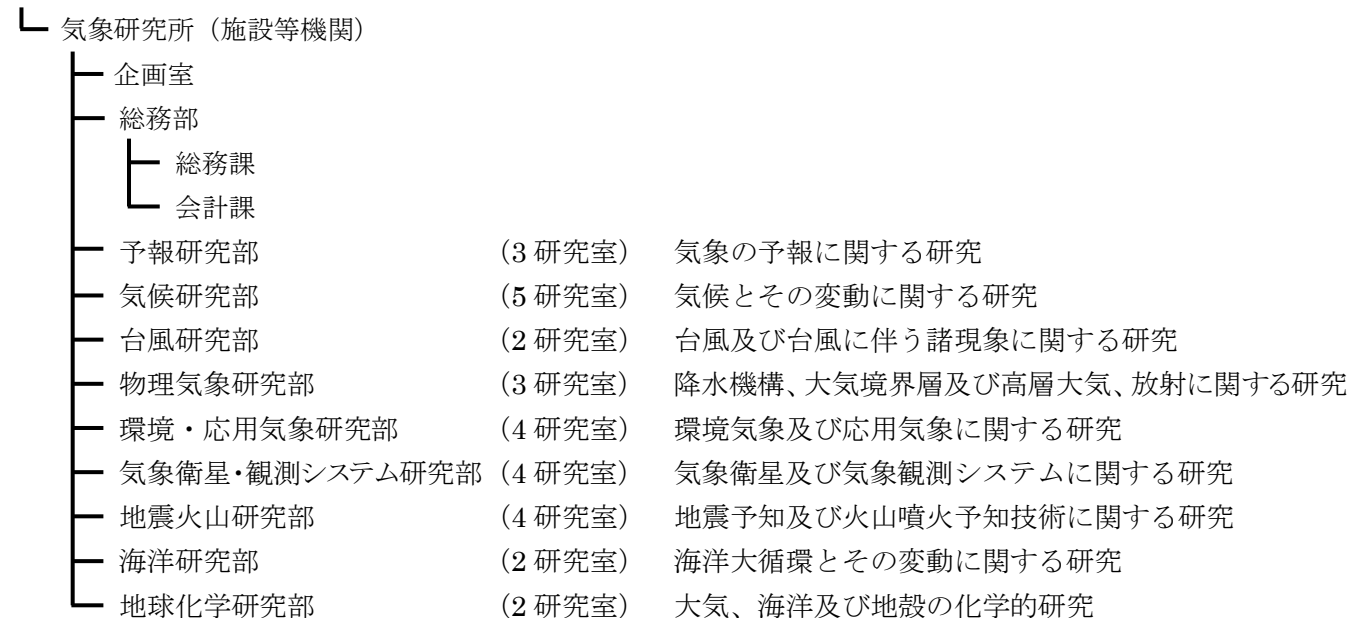 気象研究所（施設等機関）
企画室
総務部
総務課
会計課
予報研究部 （3 研究室） 気象の予報に関する研究
気候研究部 （5 研究室） 気候とその変動に関する研究
台風研究部 （2 研究室） 台風及び台風に伴う諸現象に関する研究
物理気象研究部 （3 研究室） 降水機構、大気境界層及び高層大気、放射に関する研究
環境・応用気象研究部 （4 研究室） 環境気象及び応用気象に関する研究
気象衛星・観測システム研究部 （4 研究室） 気象衛星及び気象観測システムに関する研究
地震火山研究部 （4 研究室） 地震予知及び火山噴火予知技術に関する研究
海洋研究部 （2 研究室） 海洋大循環とその変動に関する研究
地球化学研究部 （2 研究室） 大気、海洋及び地殻の化学的研究